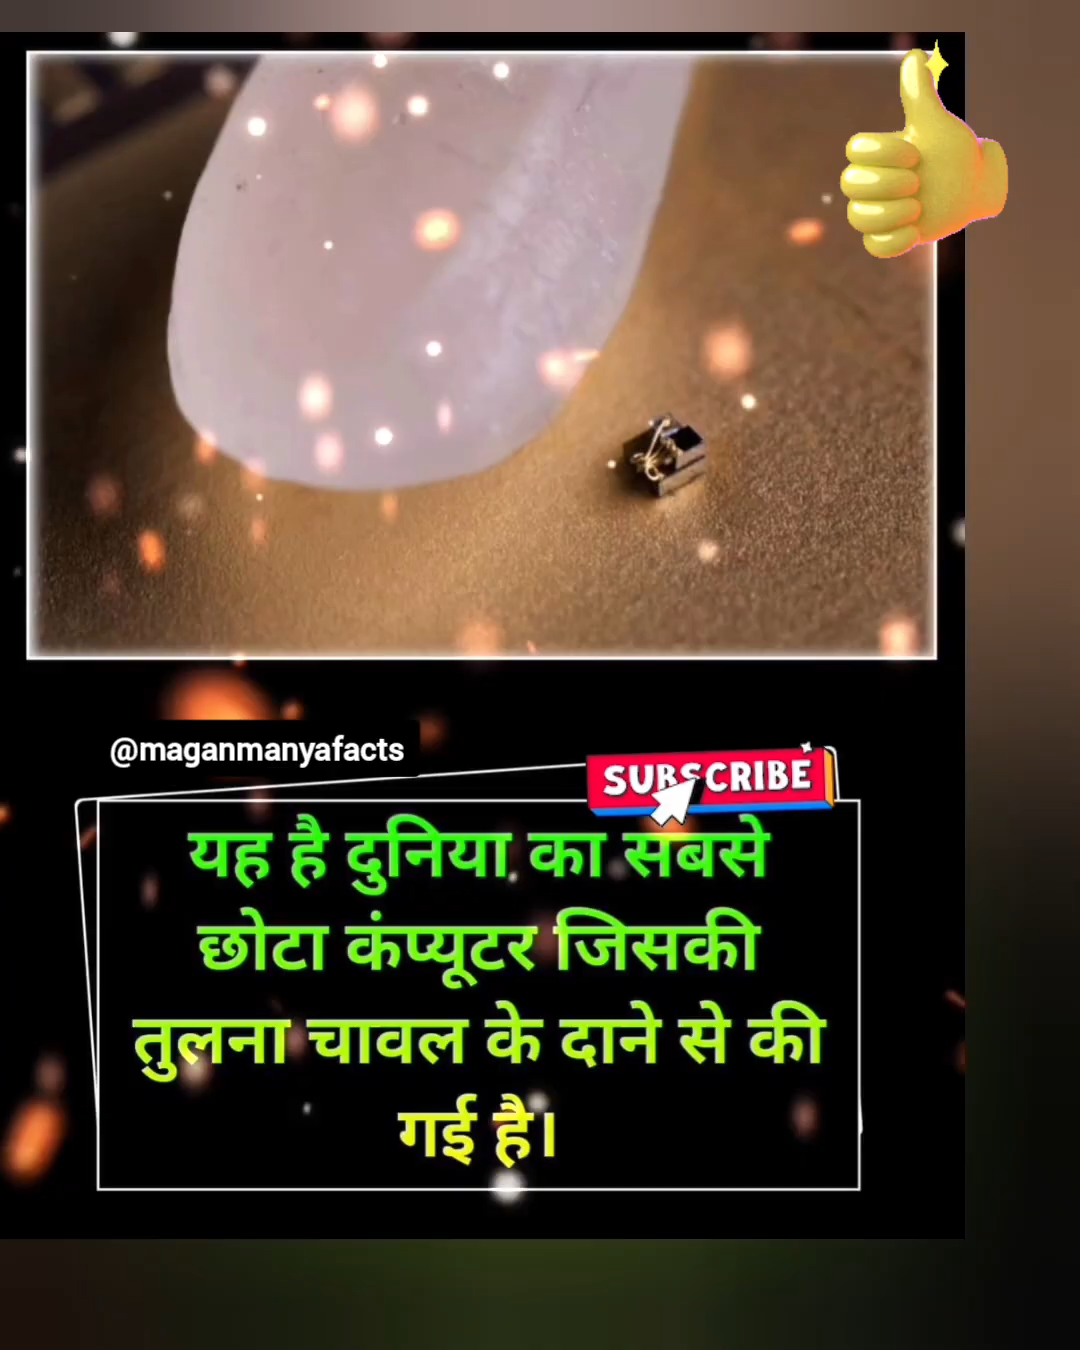 @maganmanyafacts
SUBSCRIBE
यह है दुनिया का सबसे
छोटा कंप्यूटर जिसकी
तुलना चावल के दाने से की
गई है।